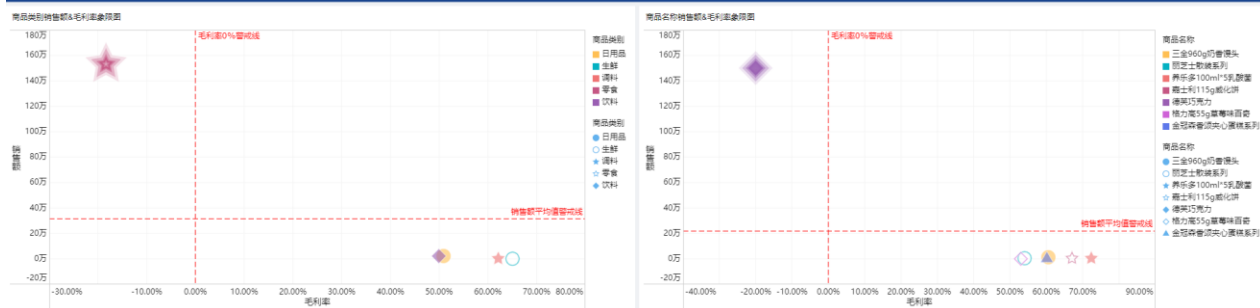 商品类别销售额&毛利率象限图
毛利率0%警戒线
180万
160万
140万
120万
100万
80万
60万
40万
20万
0万
-20万
销售额
销售额平均值警戒线
-30.00%
-10.00%
0.00%
10.00%
20.00%
30.00%
40.00%
50.00%
60.00%
70.00%
80.00%
毛利率
商品类别
日用品
生鲜
调料
零食
饮料
商品类别
日用品
生鲜
调料
零食
饮料
商品名称销售额&毛利率象限图
毛利率0%警戒线
180万
160万
140万
120万
100万
80万
60万
40万
20万
0万
-20万
销售额
销售额平均值警戒线
-40.00%
-20.00%
-10.00%
0.00%
10.00%
20.00%
30.00%
40.00%
50.00%
60.00%
70.00%
90.00%
毛利率
商品名称
三全960g奶香馒头
丽芝士散装系列
养乐多100ml*5乳酸菌
嘉士利115g威化饼
德芙巧克力
格力高55g草莓味百奇
金冠森香派夹心蛋糕系列
商品名称
三全960g奶香馒头
丽芝士散装系列
养乐多100ml*5乳酸菌
嘉士利115g威化饼
德芙巧克力
格力高55g草莓味百奇
金冠森香派夹心蛋糕系列